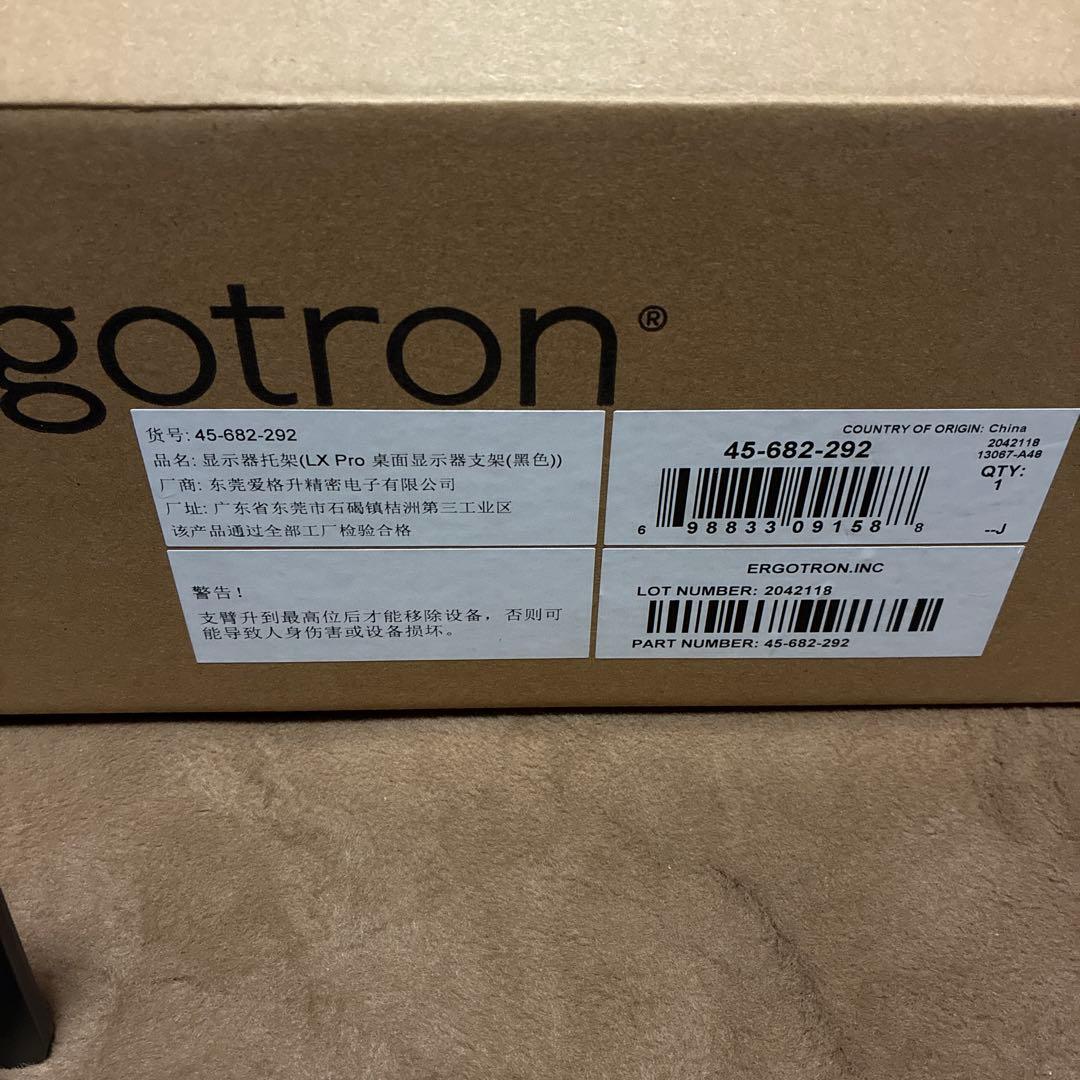 gotron®
货号: 45-682-292
品名: 显示器托架(LX Pro 桌面显示器支架(黑色))
厂商: 东莞爱格升精密电子有限公司
厂址: 广东省东莞市石碣镇桔洲第三工业区
该产品通过全部工厂检验合格
警告!
支臂升到最高位后才能移除设备，否则可
能导致人身伤害或设备损坏。
COUNTRY OF ORIGIN: China
45-682-292
2042118
13067-A48
QTY:
1
6 98833 09158 8
--J
ERGOTRON.INC
LOT NUMBER: 2042118
PART NUMBER: 45-682-292